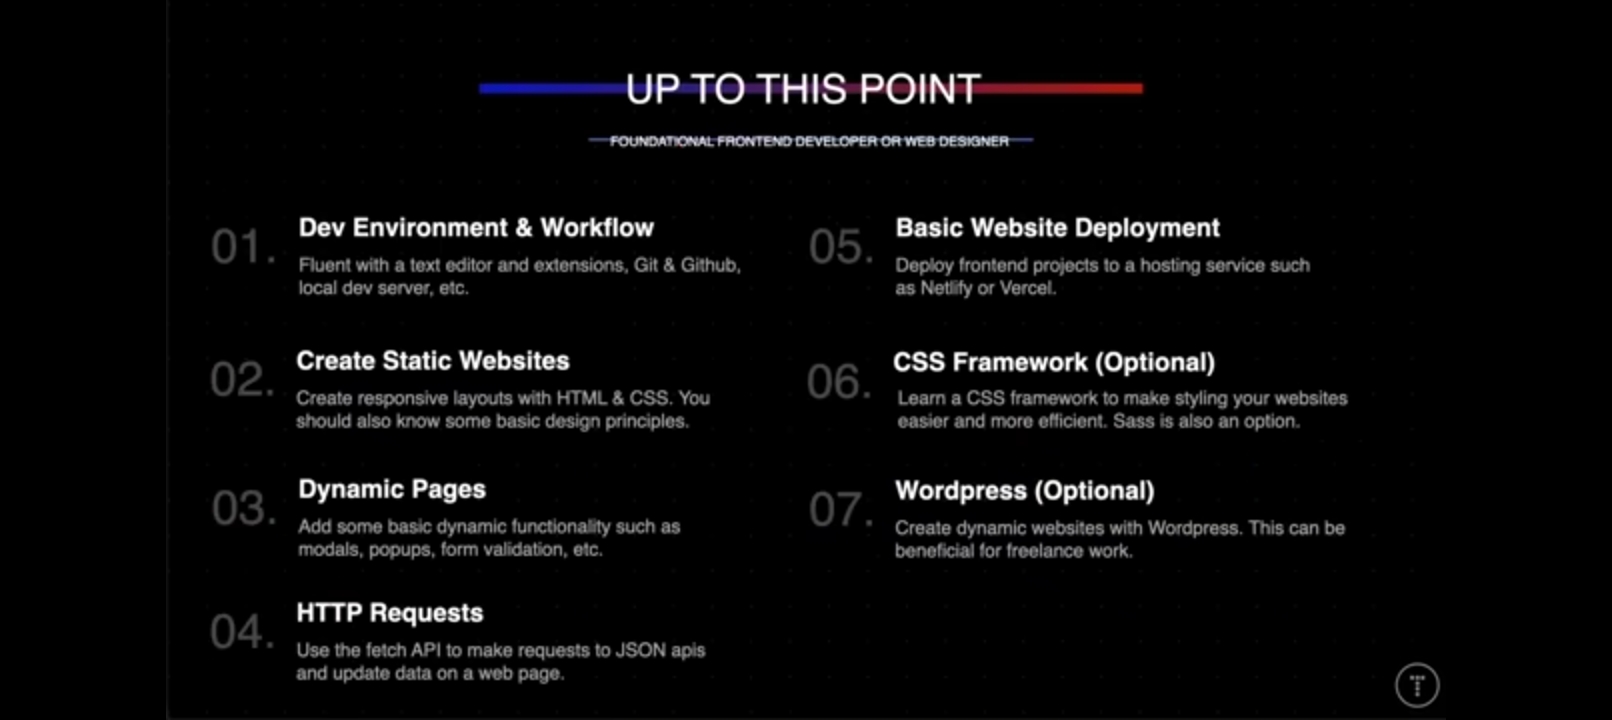 UP TO THIS POINT
FOUNDATIONAL FRONTEND DEVELOPER OR WEB DESIGNER
01.
Dev Environment & Workflow
Fluent with a text editor and extensions, Git & Github,
local dev server, etc.
02.
Create Static Websites
Create responsive layouts with HTML & CSS. You
should also know some basic design principles.
03.
Dynamic Pages
Add some basic dynamic functionality such as
modals, popups, form validation, etc.
04.
HTTP Requests
Use the fetch API to make requests to JSON apis
and update data on a web page.
05.
Basic Website Deployment
Deploy frontend projects to a hosting service such
as Netlify or Vercel.
06.
CSS Framework (Optional)
Learn a CSS framework to make styling your websites
easier and more efficient. Sass is also an option.
07.
Wordpress (Optional)
Create dynamic websites with Wordpress. This can be
beneficial for freelance work.
T